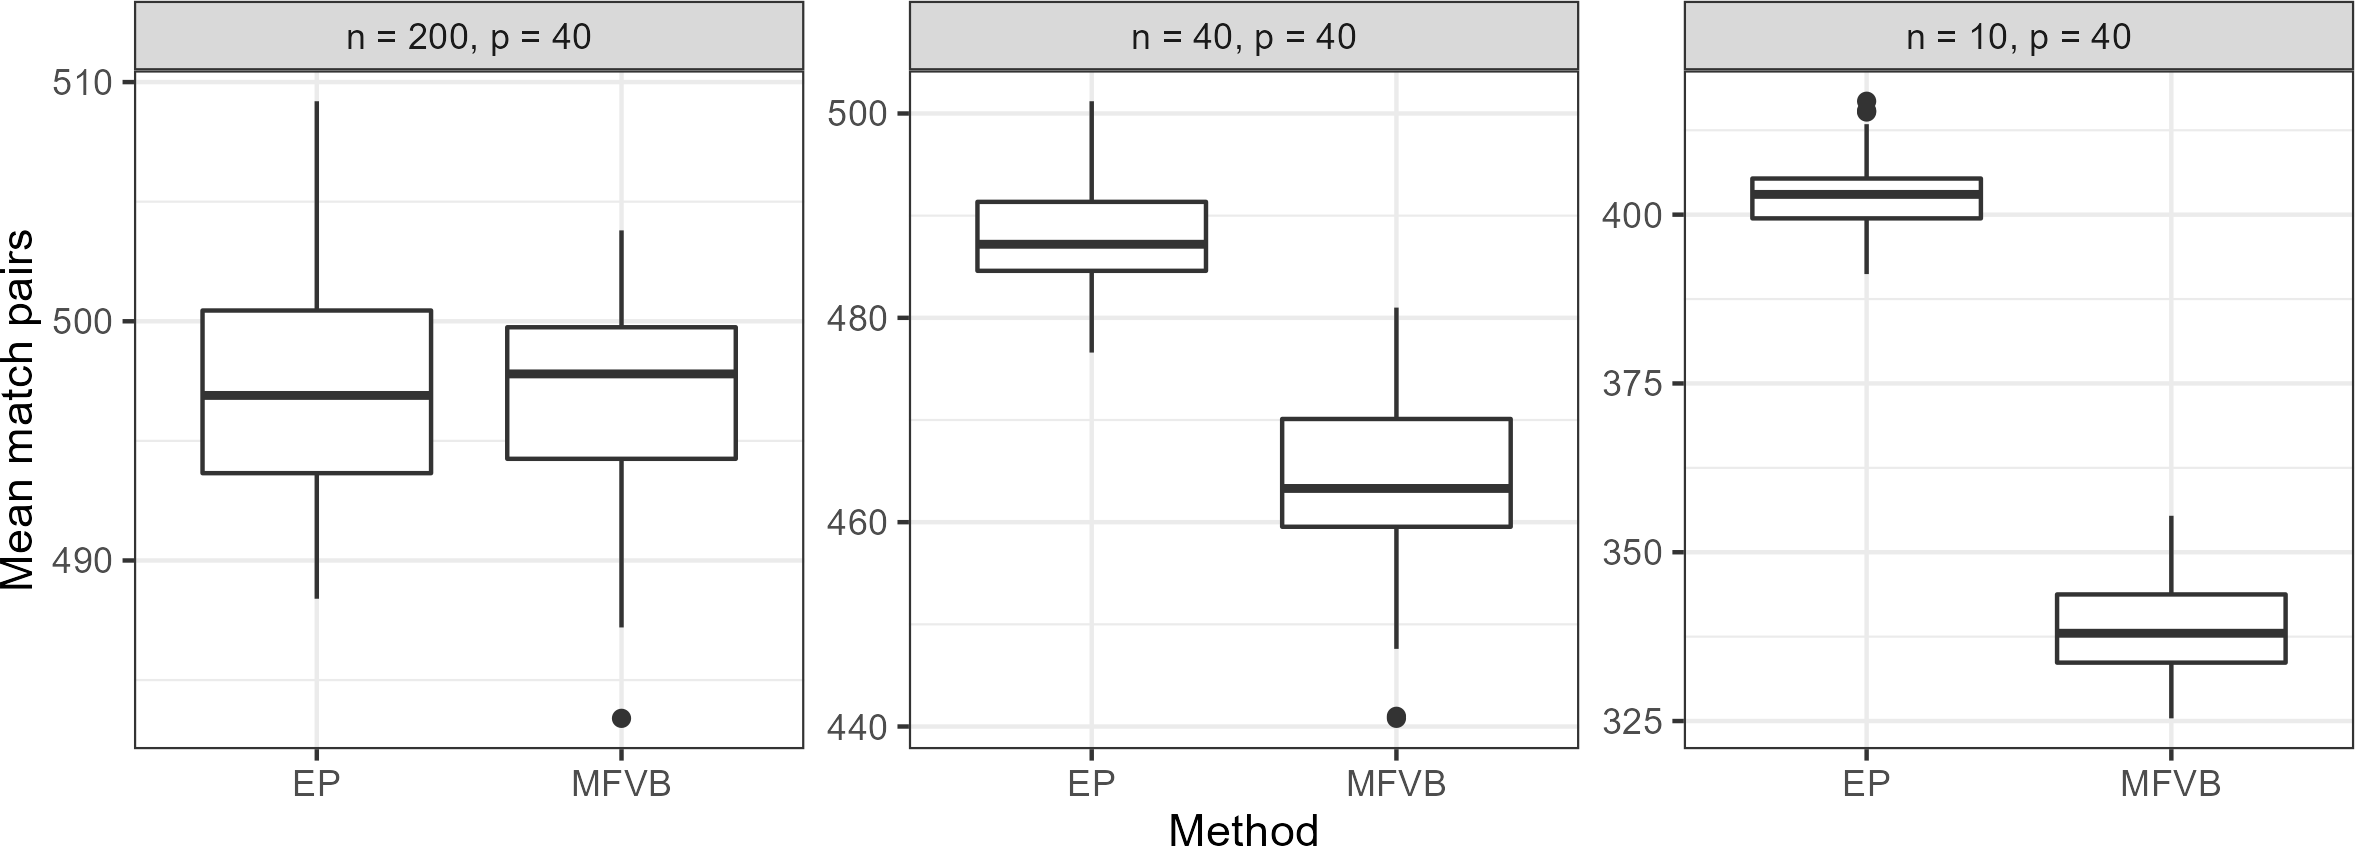 n = 200, p = 40
n = 40, p = 40
n = 10, p = 40
Mean match pairs
510
500
490
500
480
460
440
400
375
350
325
EP
MFVB
EP
MFVB
EP
MFVB
Method